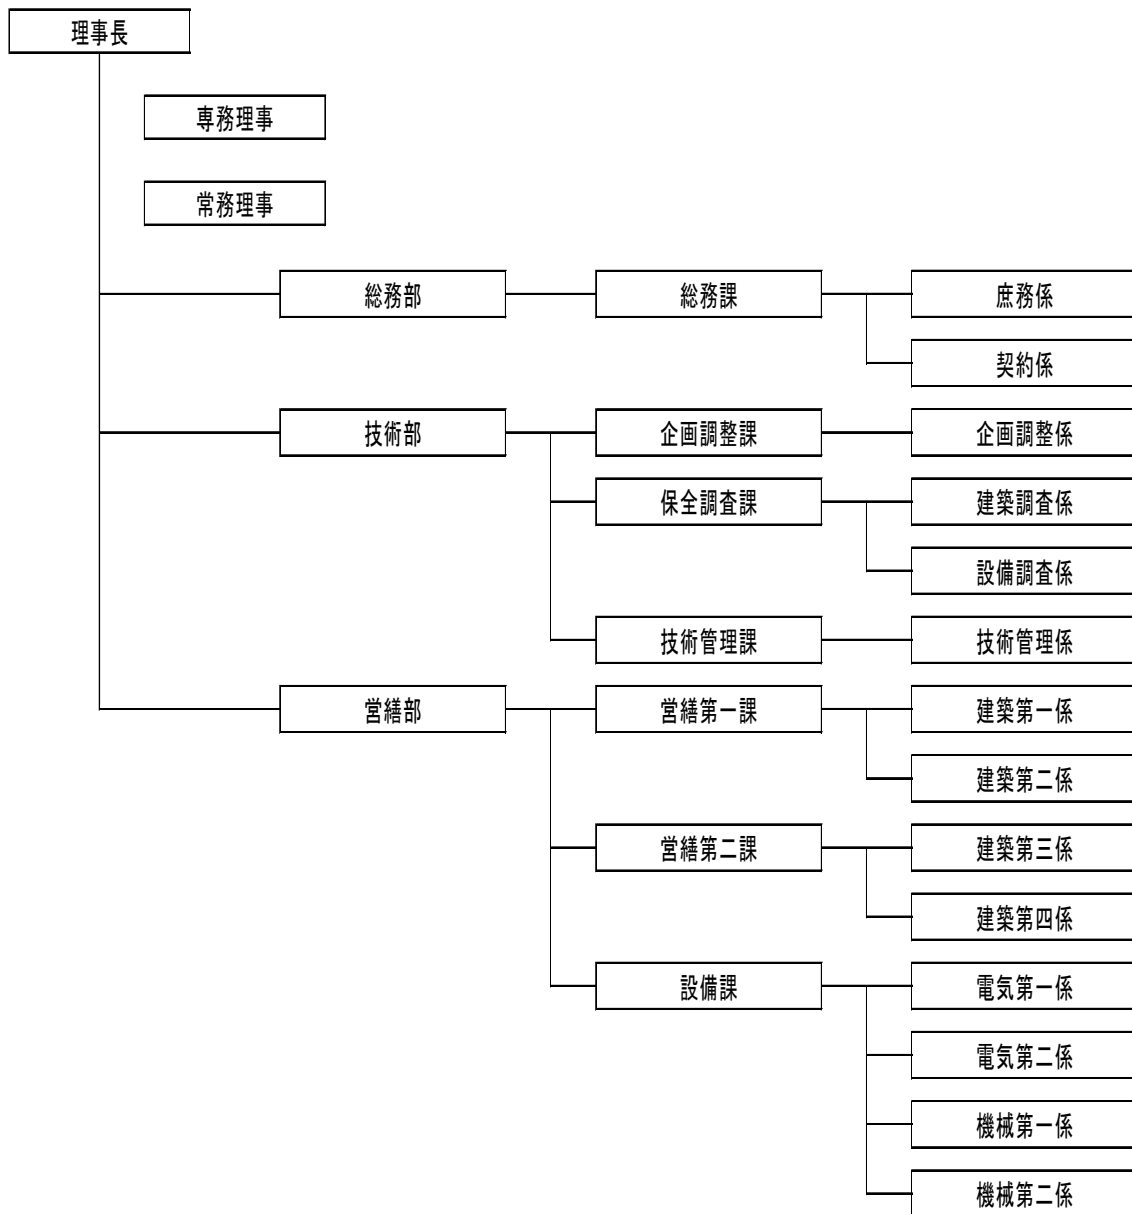 理事長
専務理事
常務理事
総務部
総務課
庶務係
契約係
技術部
企画調整課
企画調整係
保全調査課
建築調査係
設備調査係
技術管理課
技術管理係
営繕部
営繕第一課
建築第一係
建築第二係
営繕第二課
建築第三係
建築第四係
設備課
電気第一係
電気第二係
機械第一係
機械第二係